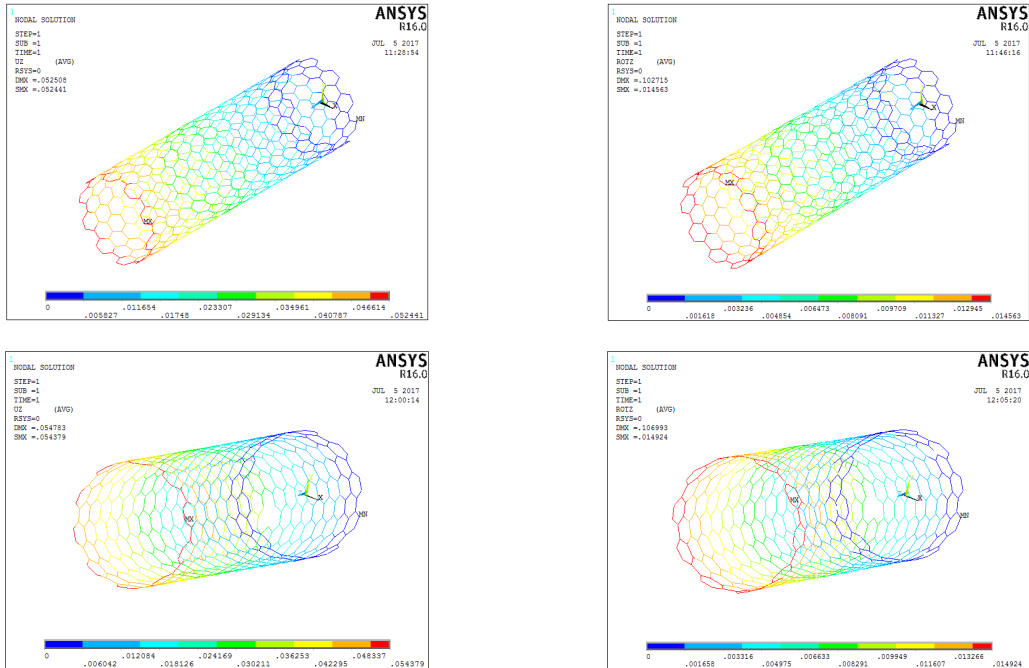 1
NODAL SOLUTION
STEP=1
SUB =1
TIME=1
UZ (AVG)
RSYS=0
DMX =.052508
SMX =.052441
ANSYS
R16.0
JUL 5 2017
11:28:54
MN
MX
0 .011654 .023307 .034961 .046614
.005827 .01748 .029134 .040787 .052441
1
NODAL SOLUTION
STEP=1
SUB =1
TIME=1
ROTZ (AVG)
RSYS=0
DMX =.102715
SMX =.014563
ANSYS
R16.0
JUL 5 2017
11:46:16
X
MN
MX
0 .003236 .006473 .009709 .012945
.001618 .004854 .008091 .011327 .014563
1
NODAL SOLUTION
STEP=1
SUB =1
TIME=1
UZ (AVG)
RSYS=0
DMX =.054783
SMX =.054379
ANSYS
R16.0
JUL 5 2017
12:00:14
X
MN
MX
0 .012084 .024169 .036253 .048337
.006042 .018126 .030211 .042295 .054379
1
NODAL SOLUTION
STEP=1
SUB =1
TIME=1
ROTZ (AVG)
RSYS=0
DMX =.106993
SMX =.014924
ANSYS
R16.0
JUL 5 2017
12:05:20
X
MN
MX
0 .003316 .006633 .009949 .013266
.001658 .004975 .008291 .011607 .014924